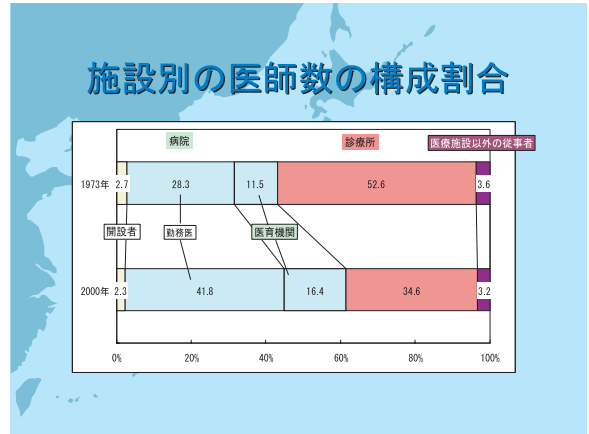 施設別の医師数の構成割合
病院 診療所 医療施設以外の従事者
1973年 2.7 28.3 11.5 52.6 3.6
開設者 勤務医 医育機関
2000年 2.3 41.8 16.4 34.6 3.2
0% 20% 40% 60% 80% 100%